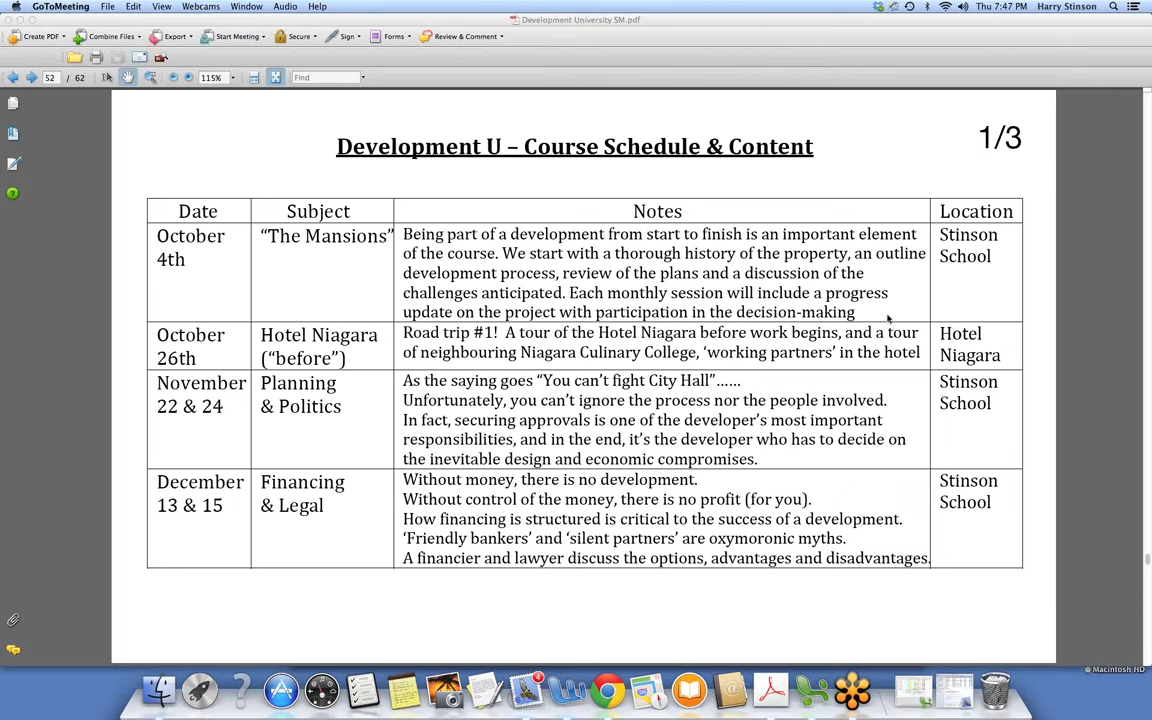 GoToMeeting File Edit View Webcams Window Audio Help Thu 7:47 PM Harry Stinson
Development University SM.pdf
Create PDF Combine Files Export Start Meeting Secure Sign Forms Review & Comment
52 / 62 115% Find
1/3
Development U – Course Schedule & Content
Date Subject Notes Location
October 4th
“The Mansions”
Being part of a development from start to finish is an important element
of the course. We start with a thorough history of the property, an outline
development process, review of the plans and a discussion of the
challenges anticipated. Each monthly session will include a progress
update on the project with participation in the decision-making
Stinson
School
October
26th
Hotel Niagara
(“before”)
Road trip #1! A tour of the Hotel Niagara before work begins, and a tour
of neighbouring Niagara Culinary College, ‘working partners’ in the hotel
Hotel
Niagara
November
22 & 24
Planning
& Politics
As the saying goes “You can’t fight City Hall”……
Unfortunately, you can’t ignore the process nor the people involved.
In fact, securing approvals is one of the developer’s most important
responsibilities, and in the end, it’s the developer who has to decide on
the inevitable design and economic compromises.
Stinson
School
December
13 & 15
Financing
& Legal
Without money, there is no development.
Without control of the money, there is no profit (for you).
How financing is structured is critical to the success of a development.
‘Friendly bankers’ and ‘silent partners’ are oxymoronic myths.
A financier and lawyer discuss the options, advantages and disadvantages.
Stinson
School
Macintosh HD
4